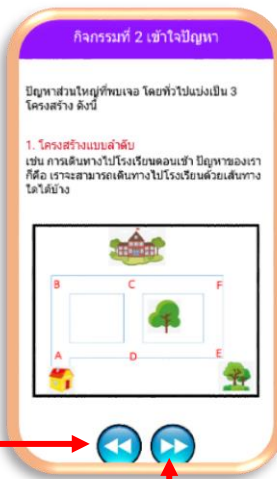 กิจกรรมที่ 2 เข้าใจปัญหา
ปัญหาส่วนใหญ่ที่พบเจอ โดยทั่วไปแบ่งเป็น 3
โครงสร้าง ดังนี้
1. โครงสร้างแบบลำดับ
เช่น การเดินทางไปโรงเรียนตอนเช้า ปัญหาของเรา
ก็คือ เราจะสามารถเดินทางไปโรงเรียนด้วยเส้นทาง
ใดได้บ้าง
B C F
A D E